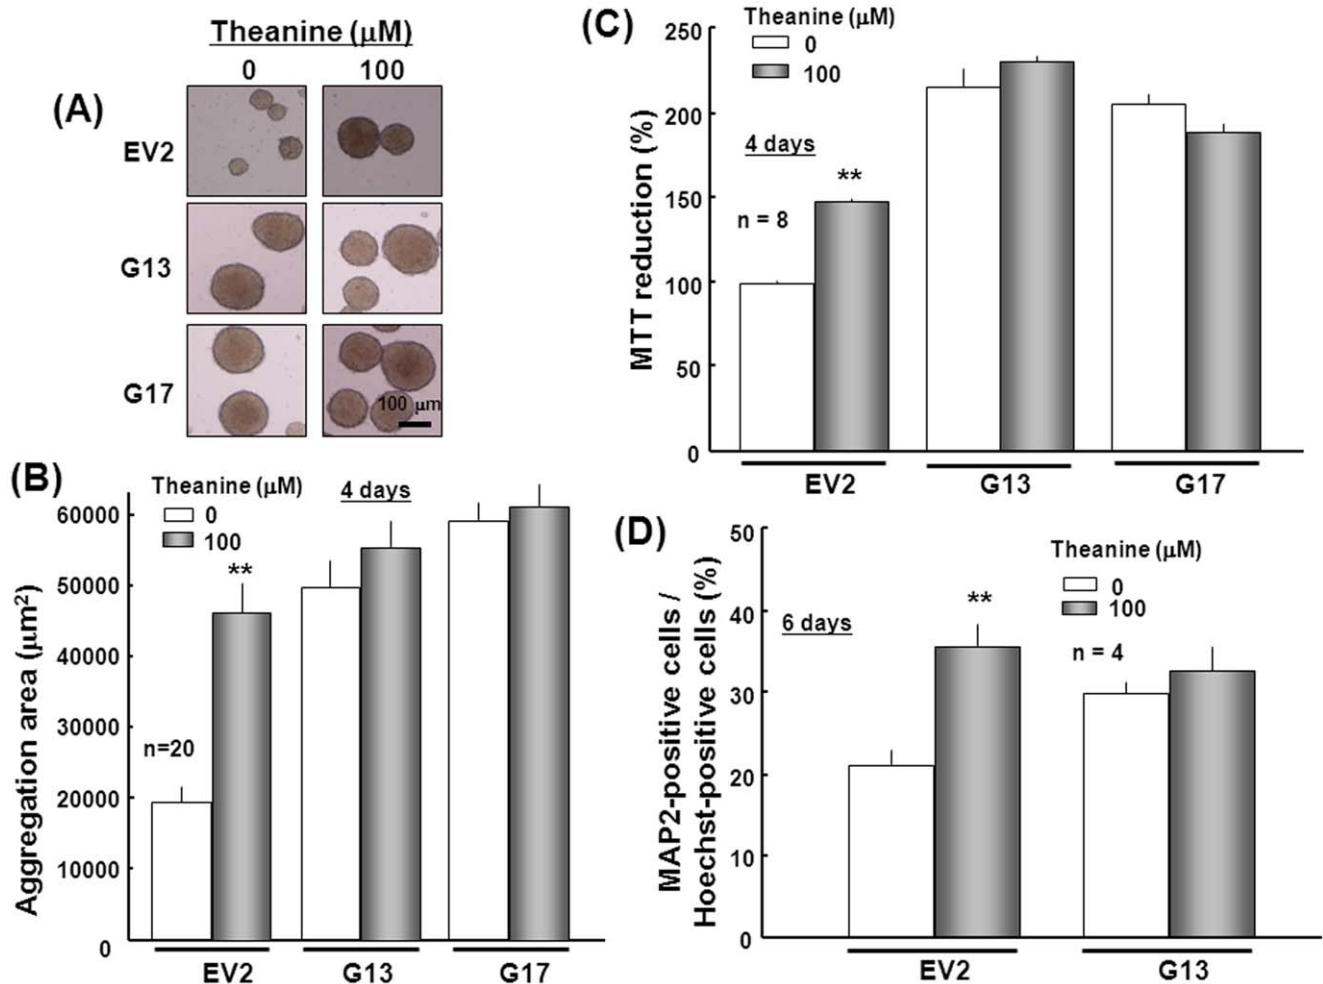 (A)
Theanine (μM)
0 100
EV2
G13
G17
100 μm
(B)
Theanine (μM)
0
100
4 days
**
n=20
Aggregation area (μm²)
60000
50000
40000
30000
20000
10000
0
EV2 G13 G17
(C)
Theanine (μM)
0
100
4 days
**
n = 8
MTT reduction (%)
250
200
150
100
50
0
EV2 G13 G17
(D)
Theanine (μM)
0
100
6 days
**
n = 4
MAP2-positive cells /
Hoechst-positive cells (%)
50
40
30
20
10
0
EV2 G13